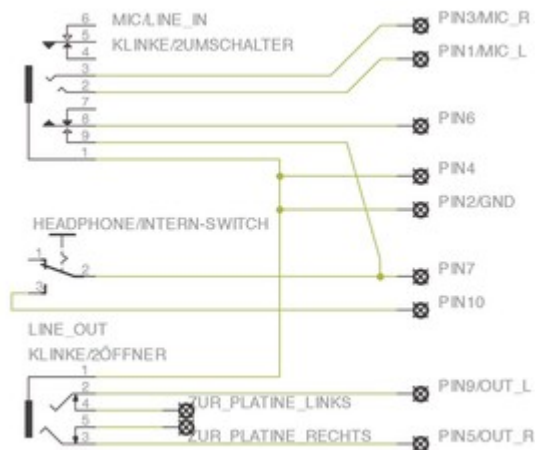 6 MIC/LINE_IN
5
KLINKE/2UMSCHALTER
4
3
2
7
8
9
1
PIN3/MIC_R
PIN1/MIC_L
PIN6
PIN4
PIN2/GND
HEADPHONE/INTERN-SWITCH
1
2
3
PIN7
PIN10
LINE_OUT
KLINKE/2ÖFFNER
1
2
4
5
3
ZUR_PLATINE_LINKS
ZUR_PLATINE_RECHTS
PIN9/OUT_L
PIN5/OUT_R